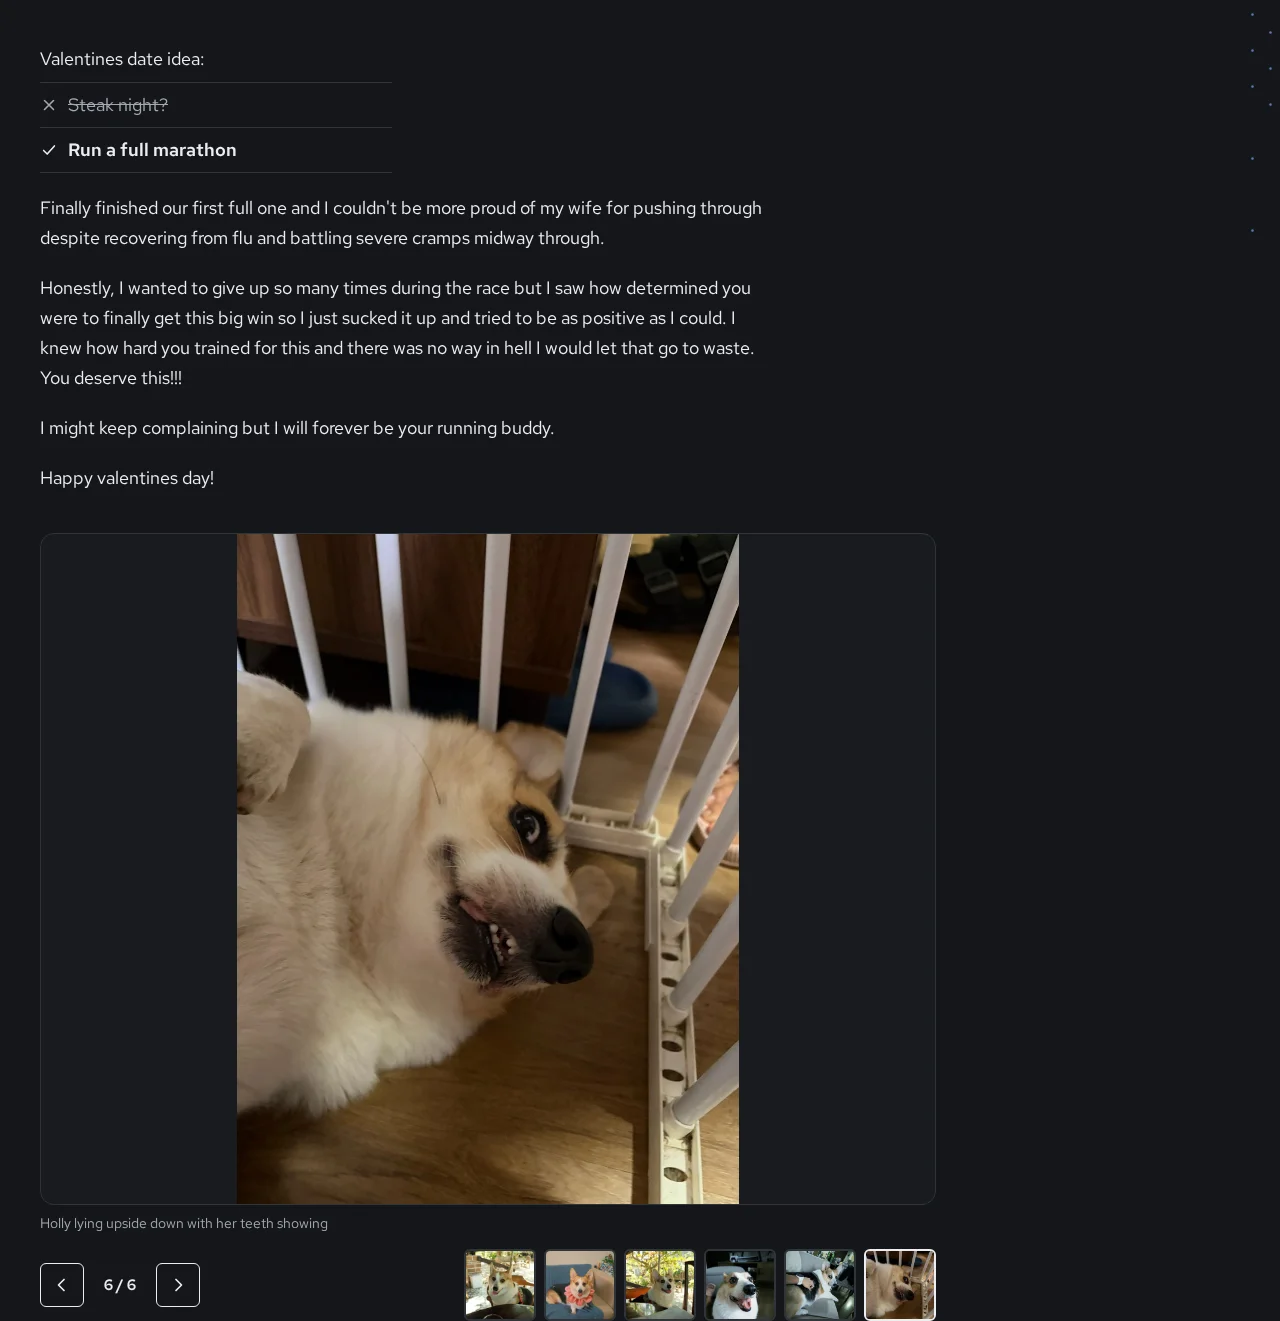 Valentines date idea:
Steak night?
Run a full marathon
Finally finished our first full one and I couldn't be more proud of my wife for pushing through
despite recovering from flu and battling severe cramps midway through.
Honestly, I wanted to give up so many times during the race but I saw how determined you
were to finally get this big win so I just sucked it up and tried to be as positive as I could. I
knew how hard you trained for this and there was no way in hell I would let that go to waste.
You deserve this!!!
I might keep complaining but I will forever be your running buddy.
Happy valentines day!
Holly lying upside down with her teeth showing
6 / 6